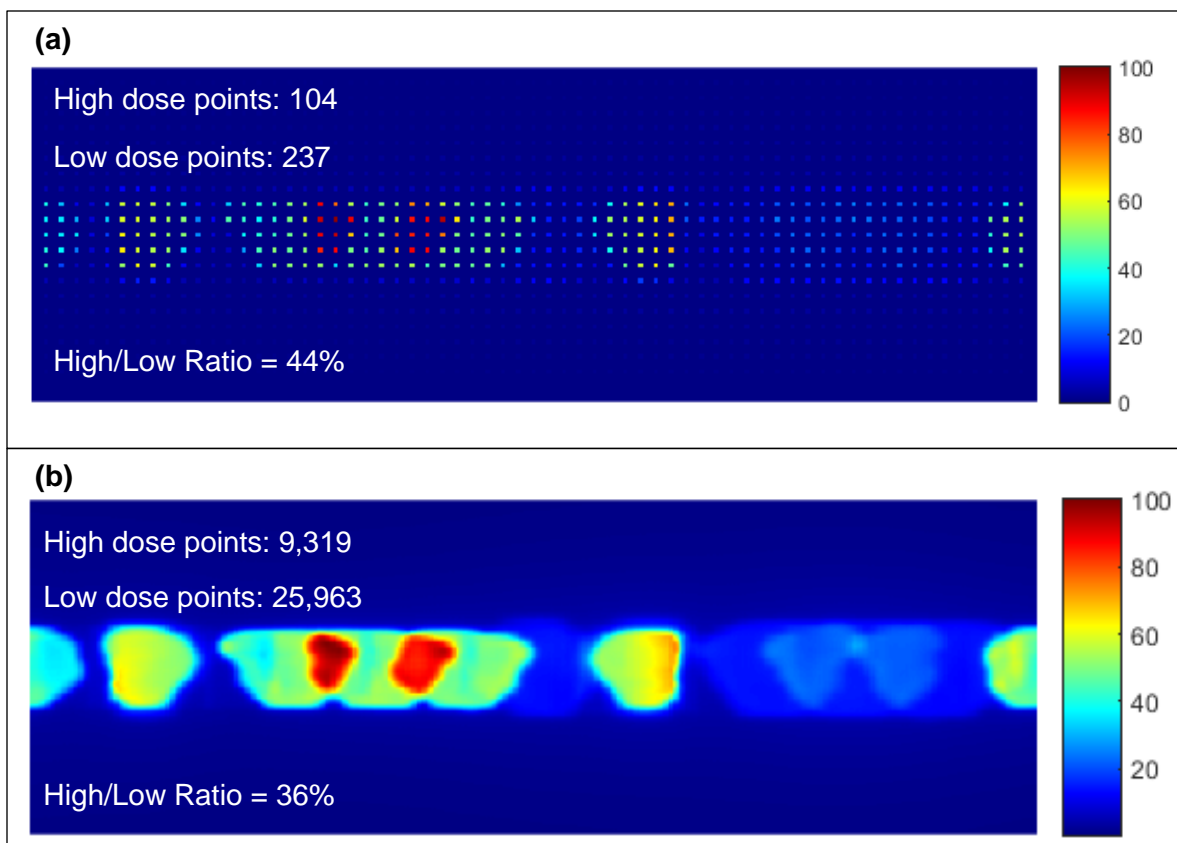 (a)
High dose points: 104
Low dose points: 237
High/Low Ratio = 44%
100
80
60
40
20
0
(b)
High dose points: 9,319
Low dose points: 25,963
High/Low Ratio = 36%
100
80
60
40
20